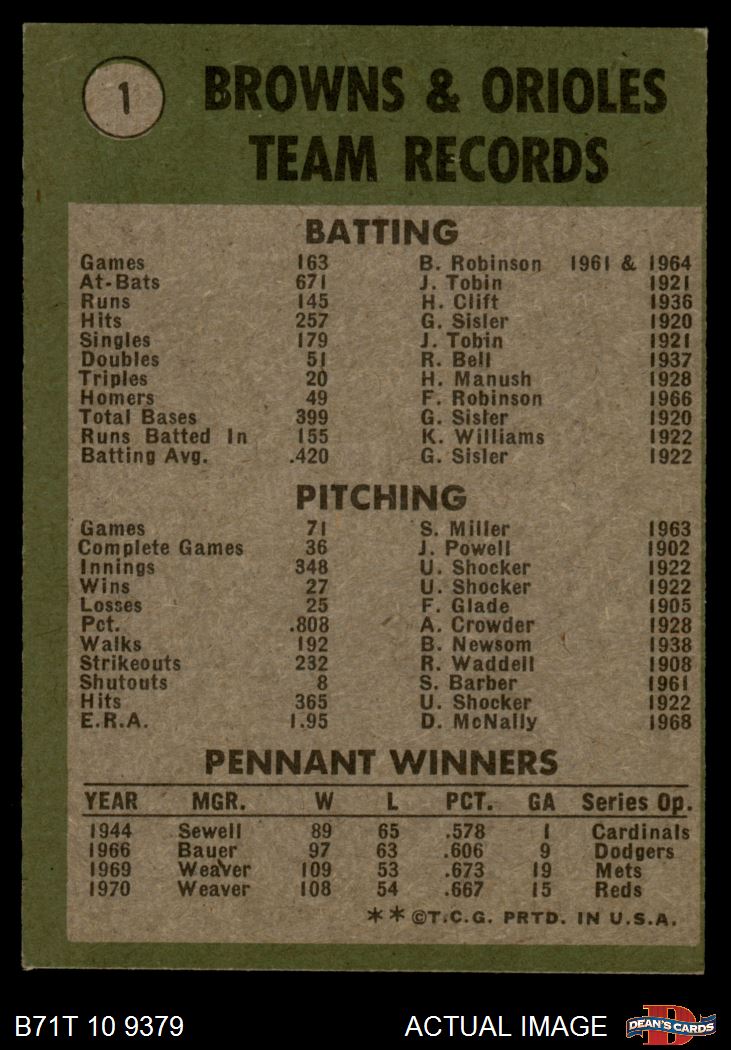 1
BROWNS & ORIOLES
TEAM RECORDS
BATTING
Games 163 B. Robinson 1961 & 1964
At-Bats 671 J. Tobin 1921
Runs 145 H. Clift 1936
Hits 257 G. Sisler 1920
Singles 179 J. Tobin 1921
Doubles 51 R. Bell 1937
Triples 20 H. Manush 1928
Homers 49 F. Robinson 1966
Total Bases 399 G. Sisler 1920
Runs Batted In 155 K. Williams 1922
Batting Avg. .420 G. Sisler 1922
PITCHING
Games 71 S. Miller 1963
Complete Games 36 J. Powell 1902
Innings 348 U. Shocker 1922
Wins 27 U. Shocker 1922
Losses 25 F. Glade 1905
Pct. .808 A. Crowder 1928
Walks 192 B. Newsom 1938
Strikeouts 232 R. Waddell 1908
Shutouts 8 S. Barber 1961
Hits 365 U. Shocker 1922
E.R.A. 1.95 D. McNally 1968
PENNANT WINNERS
YEAR MGR. W L PCT. GA Series Op.
1944 Sewell 89 65 .578 1 Cardinals
1966 Bauer 97 63 .606 9 Dodgers
1969 Weaver 109 53 .673 19 Mets
1970 Weaver 108 54 .667 15 Reds
**©T.C.G. PRTD. IN U.S.A.
B71T 10 9379 ACTUAL IMAGE DEAN'S CARDS